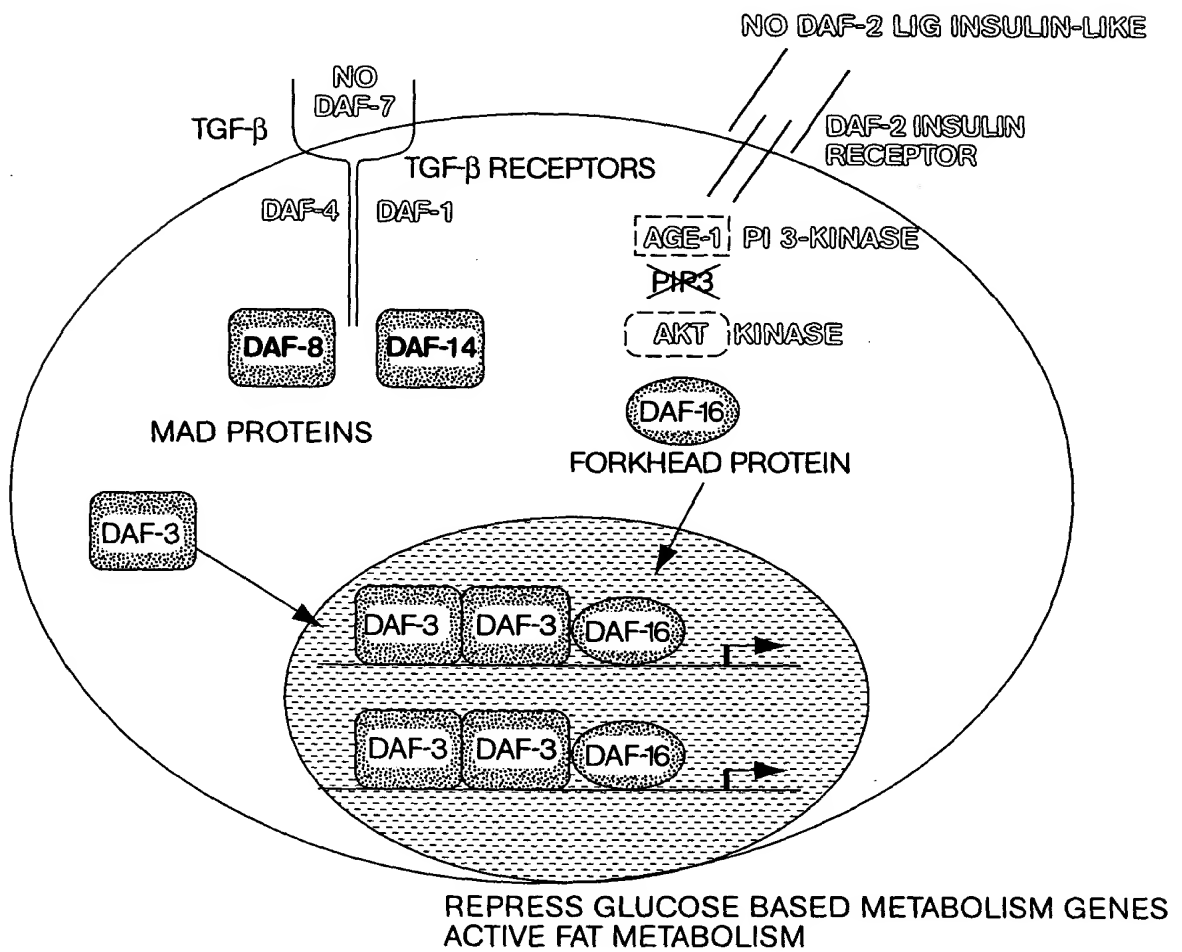 NO DAF-2 LIG INSULIN-LIKE
NO
DAF-7
TGF-β
DAF-2 INSULIN
RECEPTOR
TGF-β RECEPTORS
DAF-4
DAF-1
AGE-1 PI 3-KINASE
PIP3
AKT KINASE
DAF-8
DAF-14
DAF-16
MAD PROTEINS
FORKHEAD PROTEIN
DAF-3
DAF-3 DAF-3 DAF-16
DAF-3 DAF-3 DAF-16
REPRESS GLUCOSE BASED METABOLISM GENES
ACTIVE FAT METABOLISM